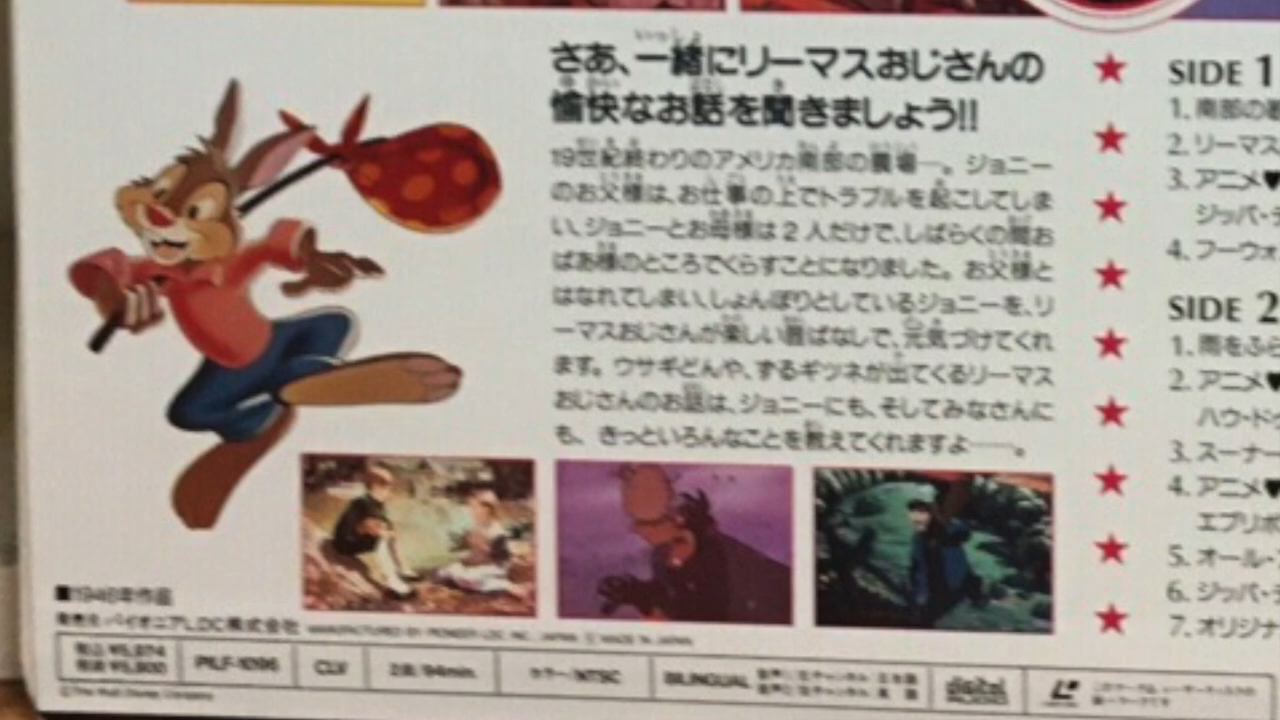 さあ、一緒にリーマスおじさんの
愉快なお話を聞きましょう!!
19世紀終わりのアメリカ南部の農場―。ジョニー
のお父様は、お仕事の上でトラブルを起こしてしま
い、ジョニーとお母様は2人だけで、しばらくの間お
ばあ様のところでくらすことになりました。お父様と
はなれてしまい、しょんぼりとしているジョニーを、リ
ーマスおじさんが楽しい昔ばなしで、元気づけてくれ
ます。ウサギどんや、ずるギツネが出てくるリーマス
おじさんのお話は、ジョニーにも、そしてみなさんに
も、きっといろんなことを教えてくれますよ――。
SIDE 1
1. 南部の
2. リーマス
3. アニメ♥
ジッパ・
4. フーウォ
SIDE 2
1. 雨をふら
2. アニメ♥
ハウ・ドゥ
3. スーナー
4. アニメ♥
エブリボ
5. オール・
6. ジッパ・
7. オリジナ
■1946年作品
発売元:パイオニアLDC株式会社 MANUFACTURED BY PIONEER LDC, INC., JAPAN. MADE IN JAPAN
税込 ¥5,974
税抜 ¥5,800
PILF-1096
CLV
2面/94min.
カラー/NTSC
BILINGUAL
digital
©The Walt Disney Company